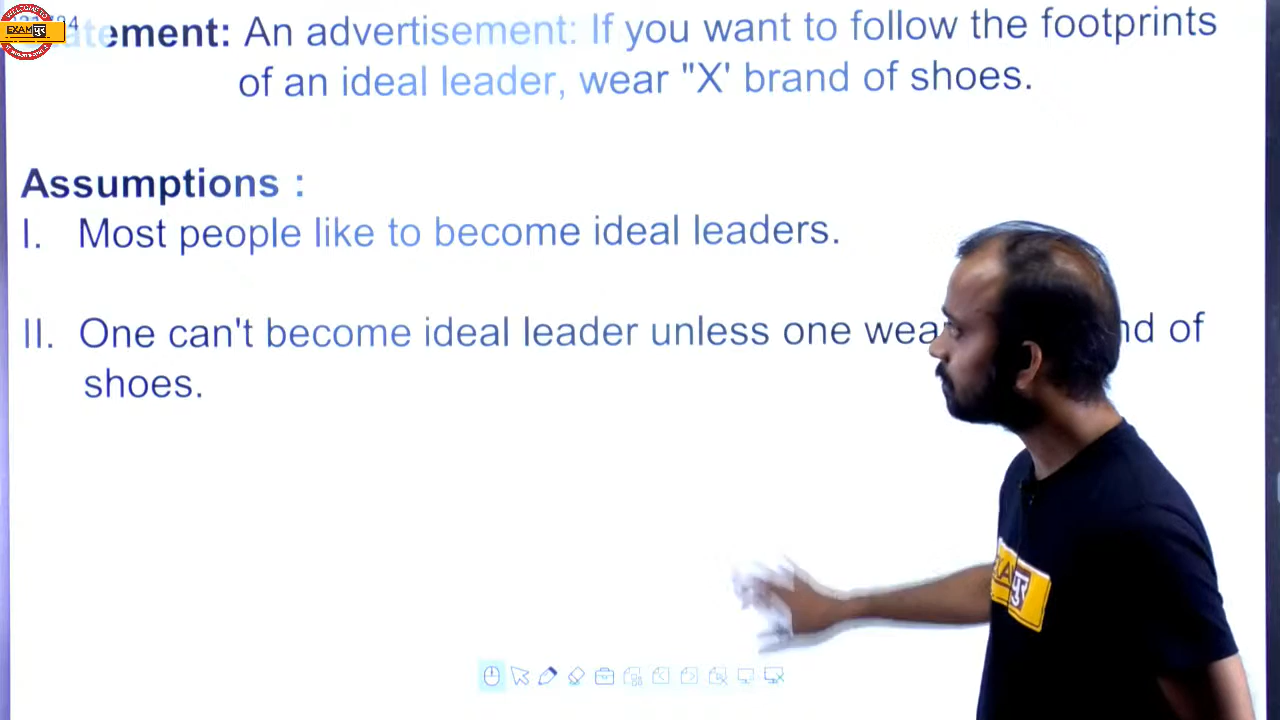 ement: An advertisement: If you want to follow the footprints
of an ideal leader, wear "X' brand of shoes.
Assumptions :
I. Most people like to become ideal leaders.
II. One can't become ideal leader unless one wea nd of
shoes.
EXAMपुर